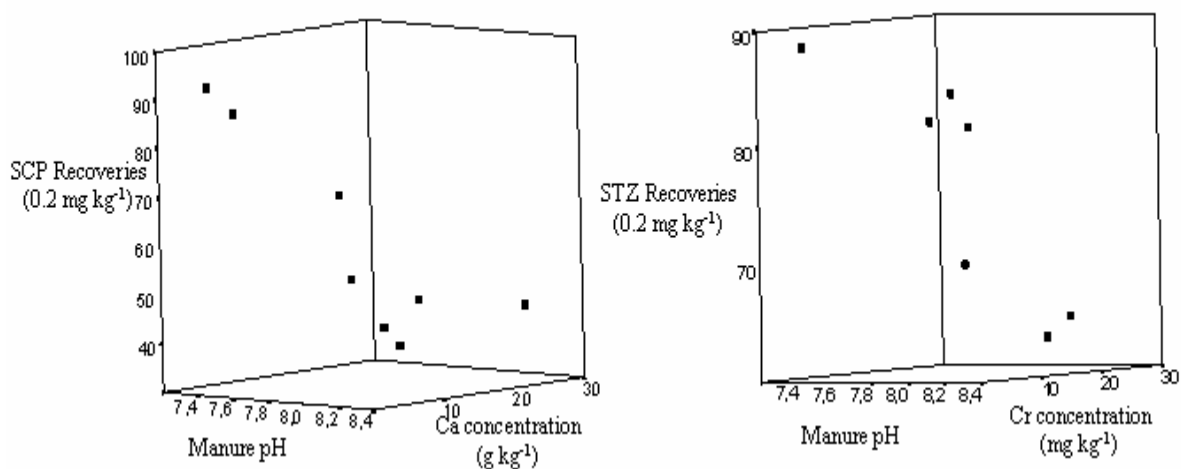 100
90
80
70
60
50
40
SCP Recoveries
(0.2 mg kg⁻¹)
7,4
7,6
7,8
8,0
8,2
8,4
Manure pH
10
20
30
Ca concentration
(g kg⁻¹)
90
80
70
STZ Recoveries
(0.2 mg kg⁻¹)
7,4
7,6
7,8
8,0
8,2
8,4
Manure pH
10
20
30
Cr concentration
(mg kg⁻¹)